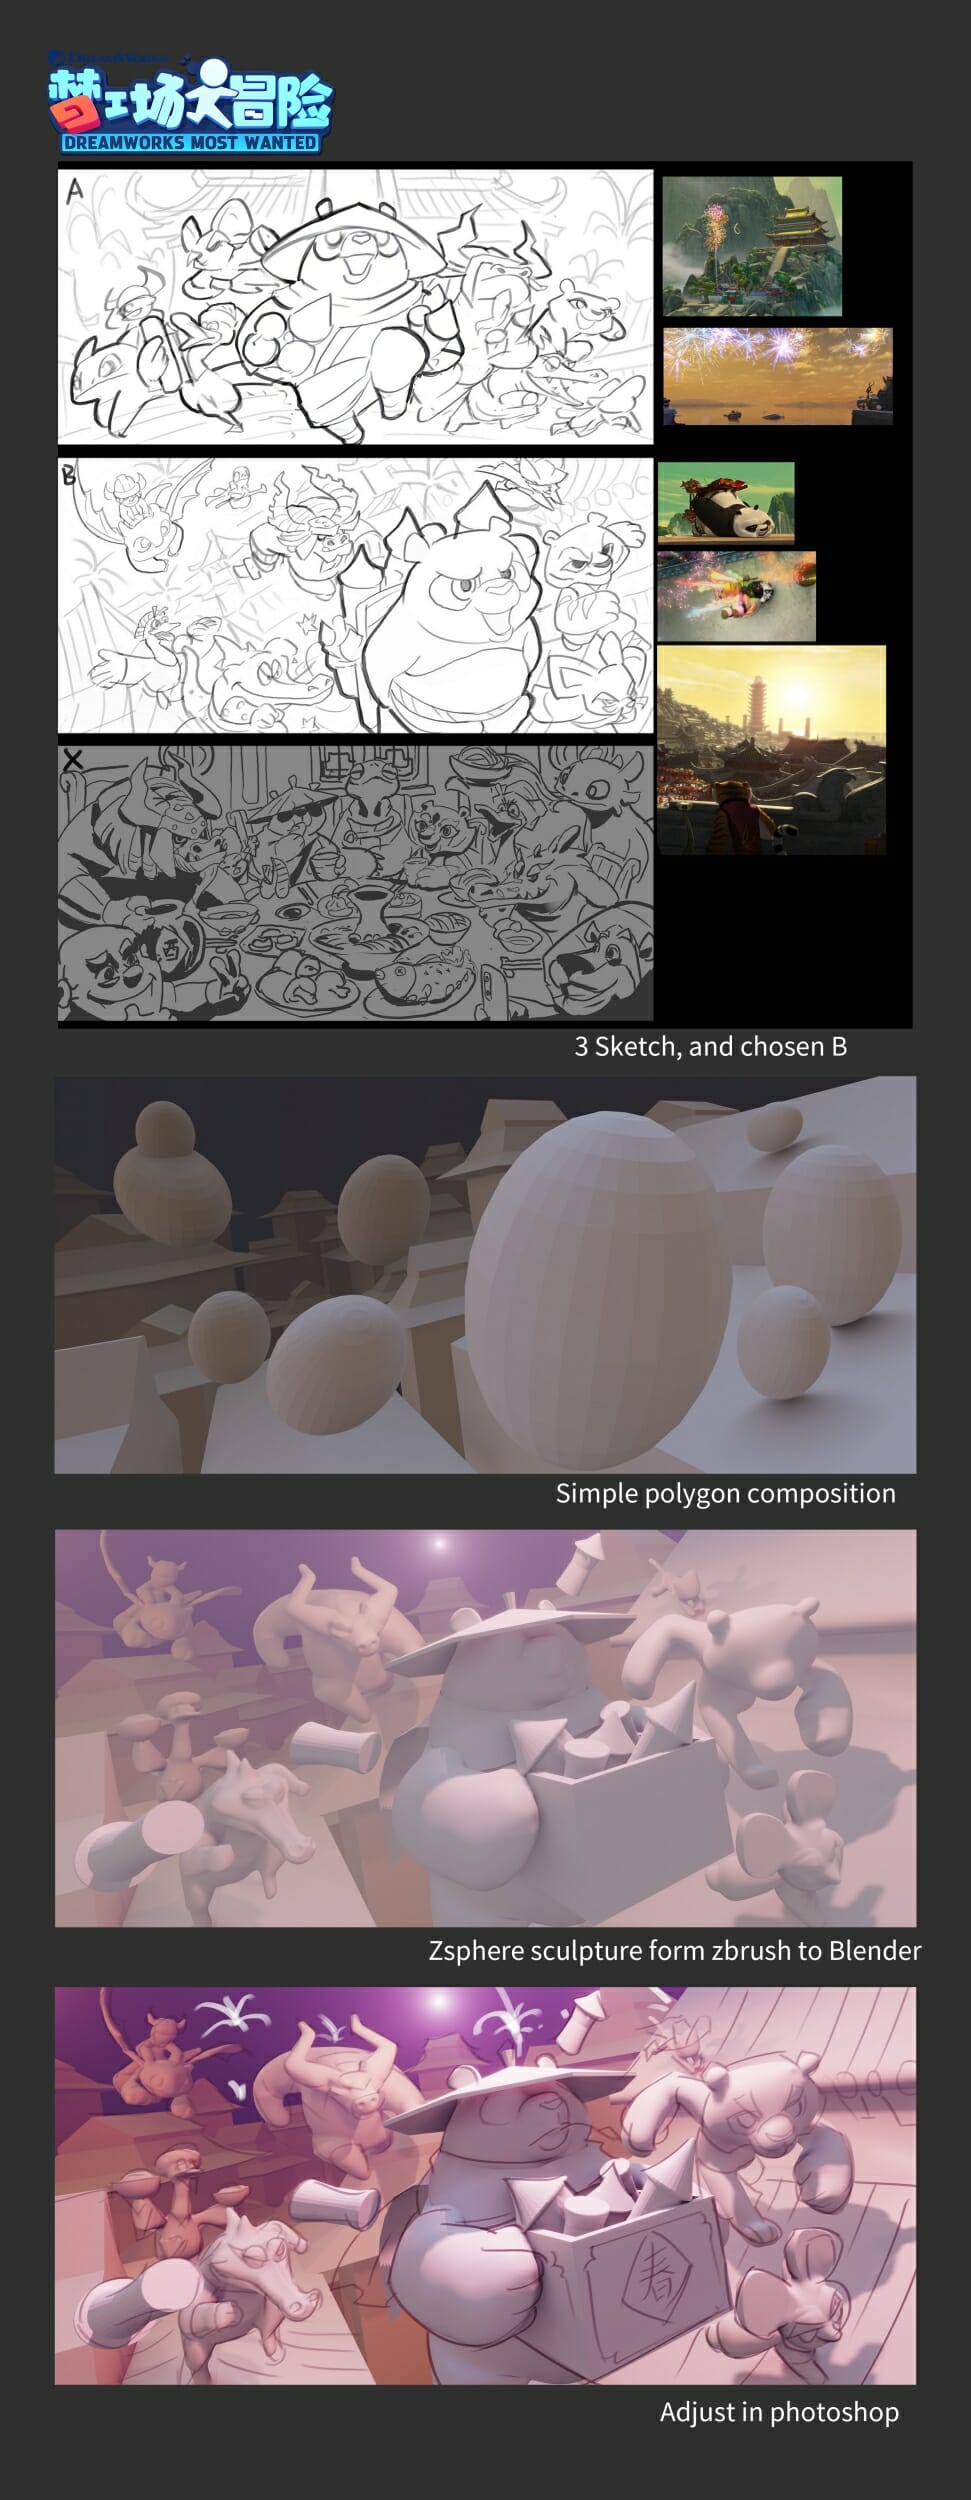 DREAMWORKS
梦工场大冒险
DREAMWORKS MOST WANTED
A
B
X
3 Sketch, and chosen B
Simple polygon composition
Zsphere sculpture form zbrush to Blender
春
Adjust in photoshop